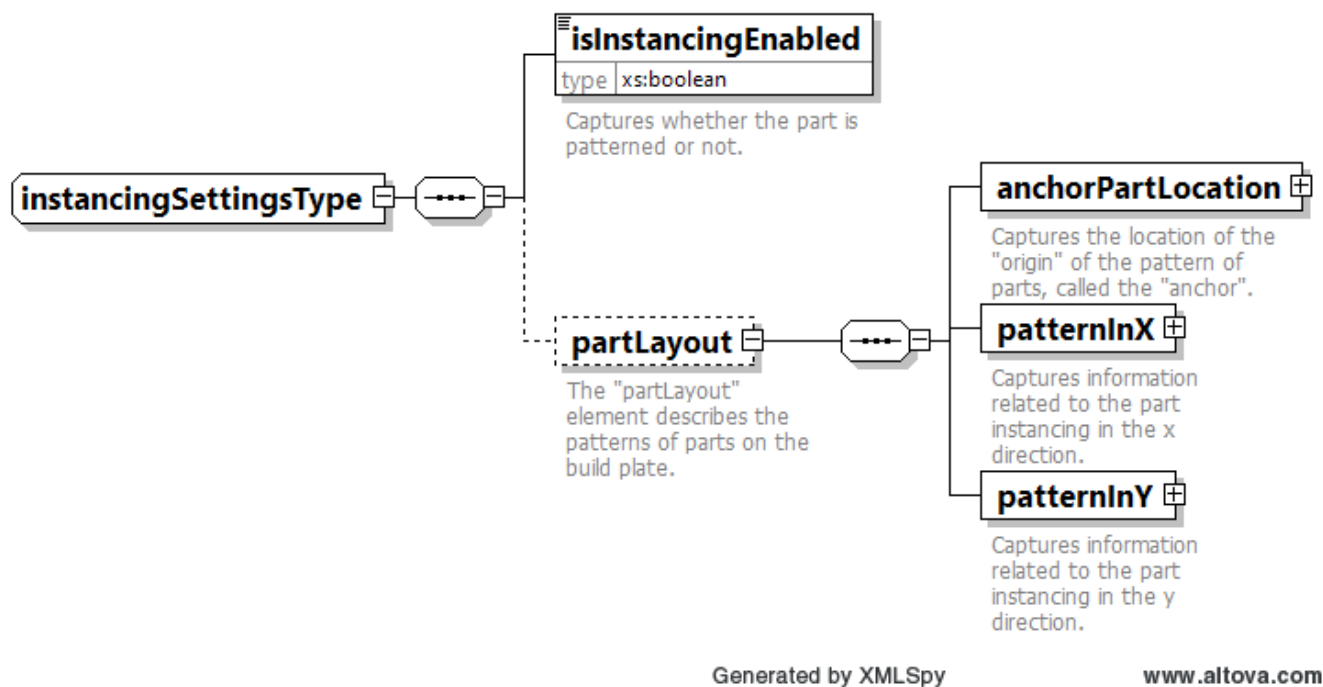 isInstancingEnabled
type xs:boolean
Captures whether the part is
patterned or not.
instancingSettingsType
anchorPartLocation
Captures the location of the
"origin" of the pattern of
parts, called the "anchor".
partLayout
The "partLayout"
element describes the
patterns of parts on the
build plate.
patternInX
Captures information
related to the part
instancing in the x
direction.
patternInY
Captures information
related to the part
instancing in the y
direction.
Generated by XMLSpy
www.altova.com